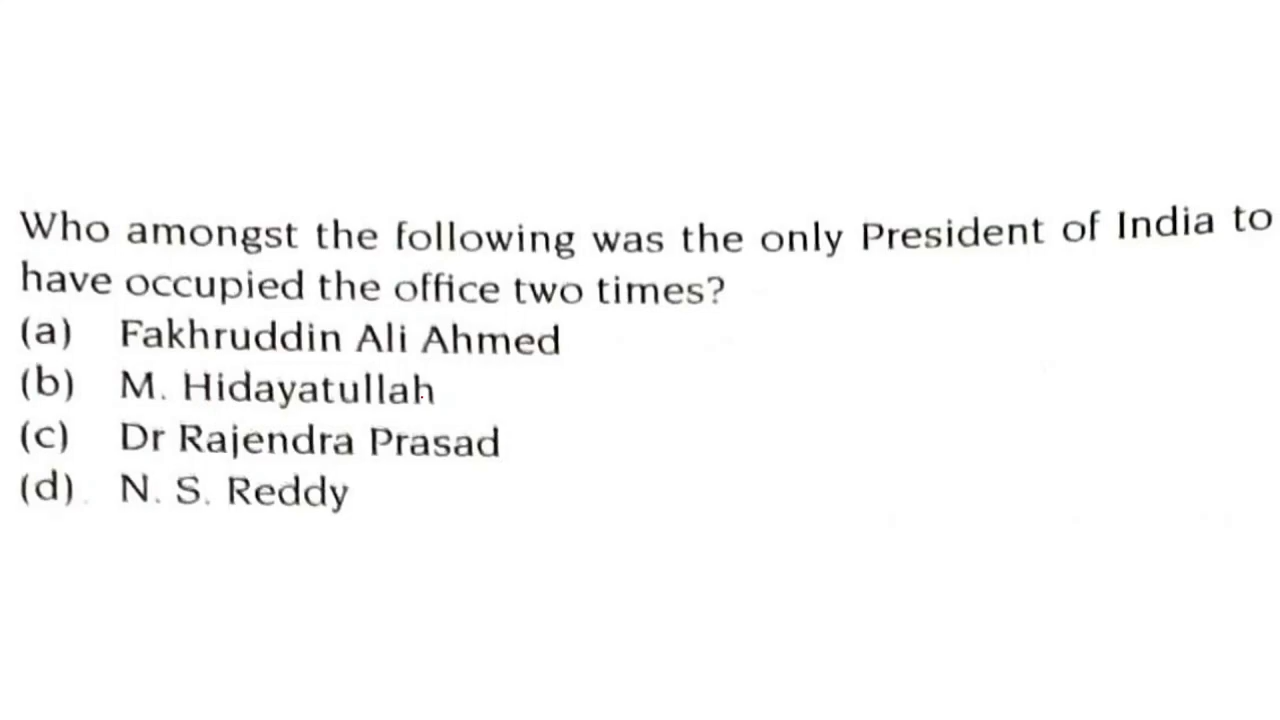 Who amongst the following was the only President of India to
have occupied the office two times?
(a) Fakhruddin Ali Ahmed
(b) M. Hidayatullah
(c) Dr Rajendra Prasad
(d) N. S. Reddy